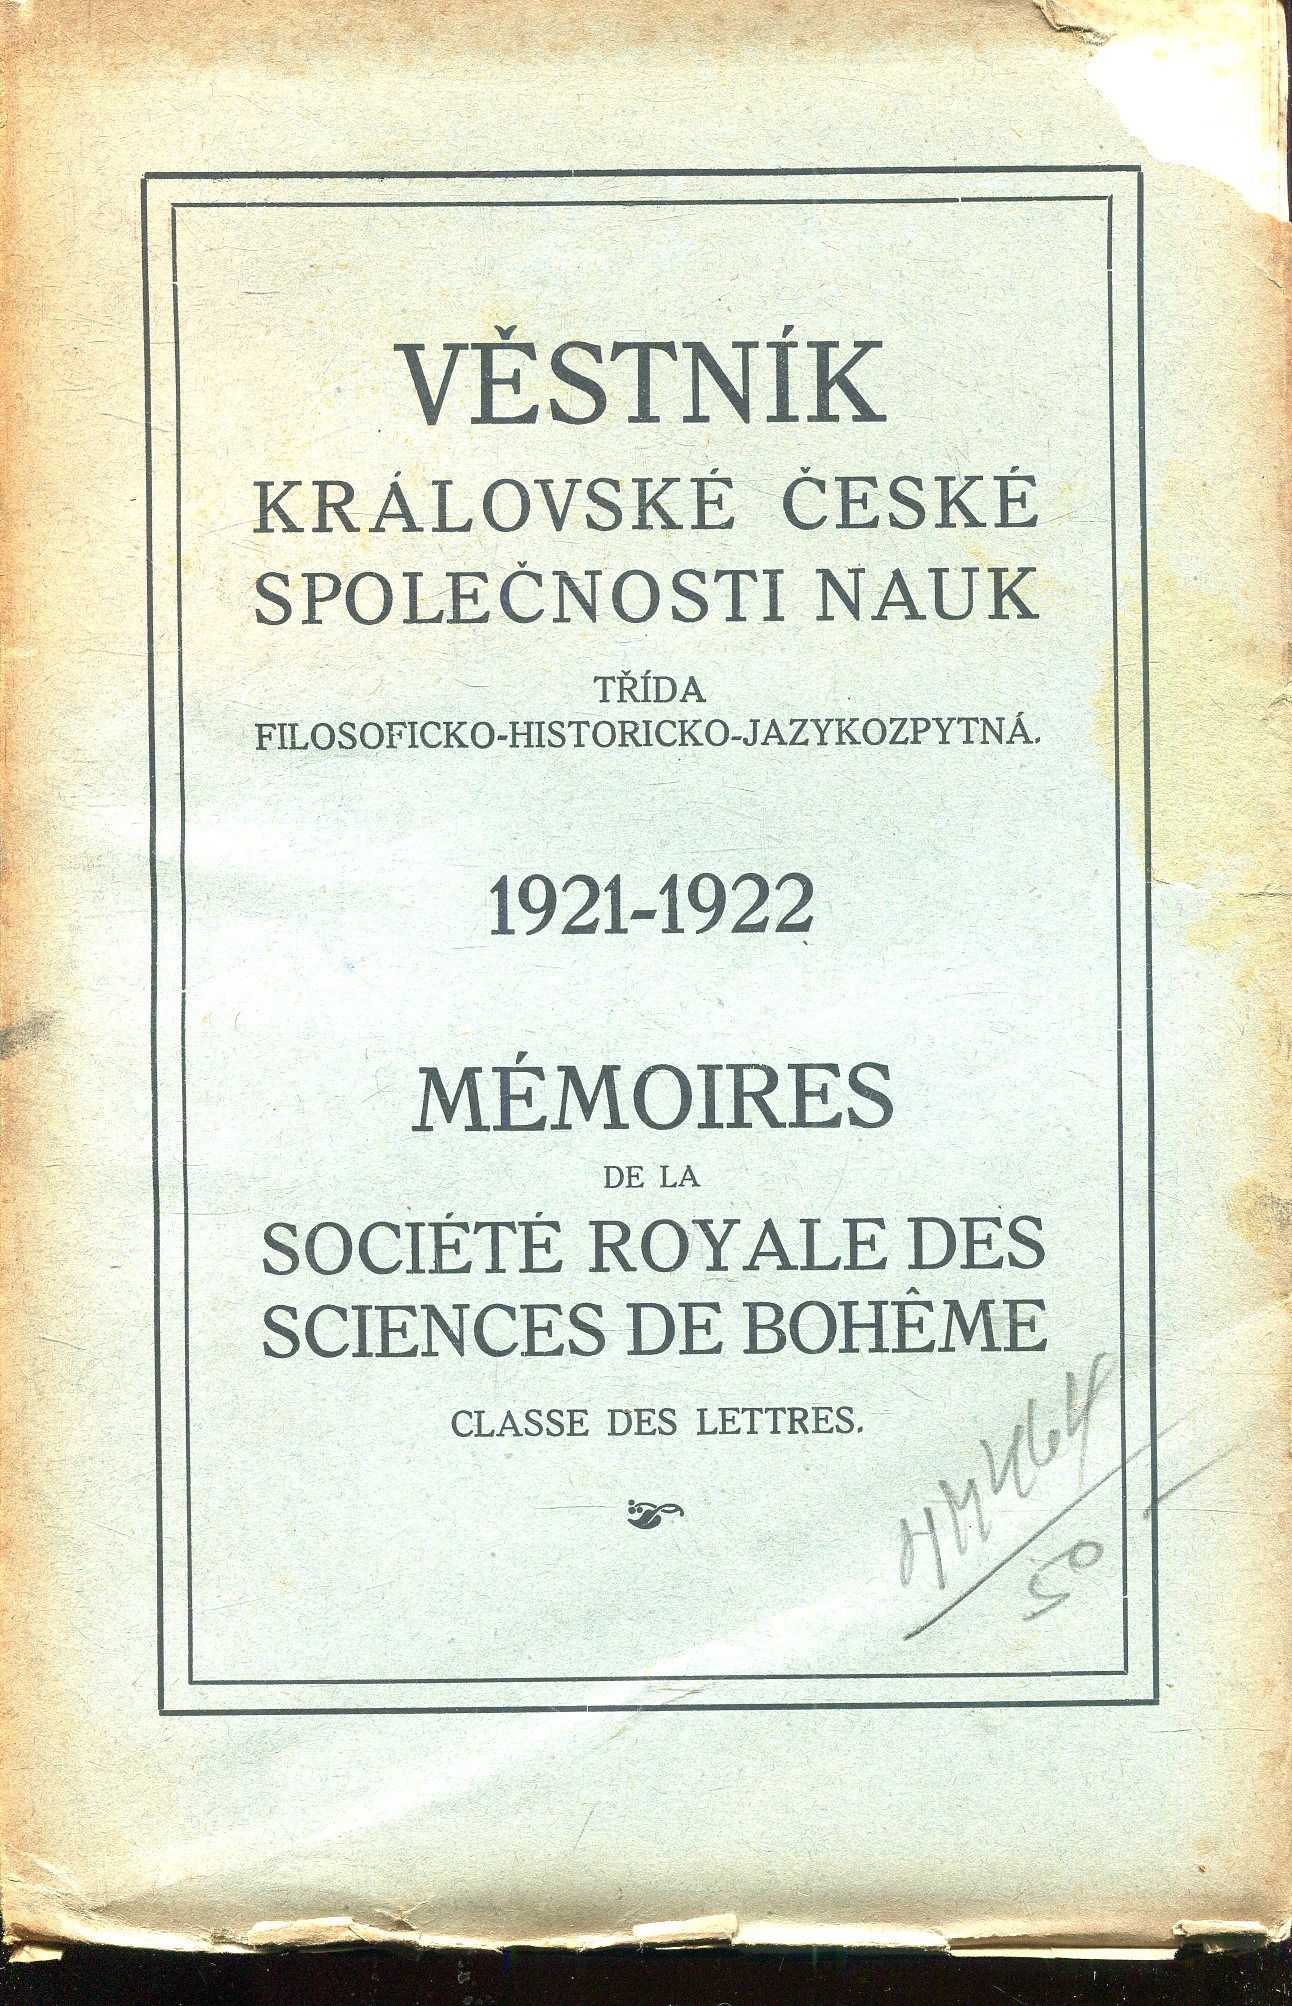 VĚSTNÍK
KRÁLOVSKÉ ČESKÉ
SPOLEČNOSTI NAUK
TŘÍDA
FILOSOFICKO-HISTORICKO-JAZYKOZPYTNÁ.
1921-1922
MÉMOIRES
DE LA
SOCIÉTÉ ROYALE DES
SCIENCES DE BOHÊME
CLASSE DES LETTRES.
50